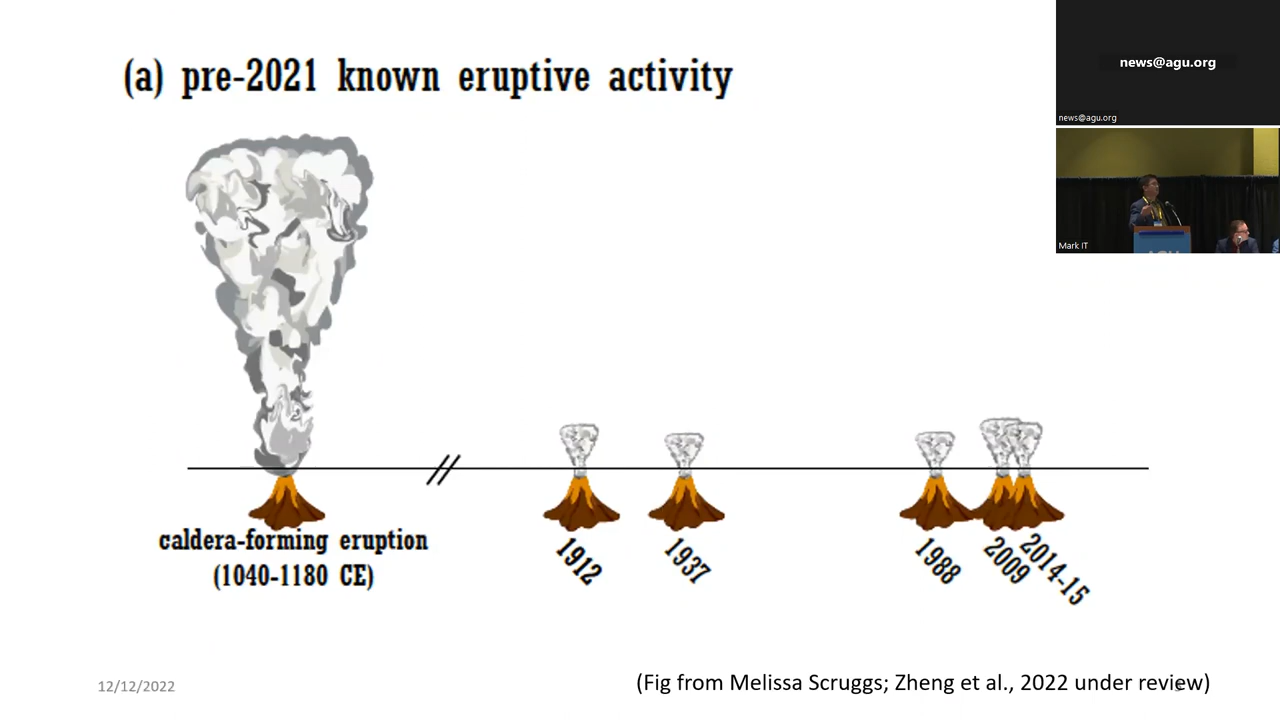 (a) pre-2021 known eruptive activity
news@agu.org
news@agu.org
Mark IT
AGU
caldera-forming eruption
(1040-1180 CE)
1912
1937
1988
2009
2014-15
12/12/2022
(Fig from Melissa Scruggs; Zheng et al., 2022 under review)